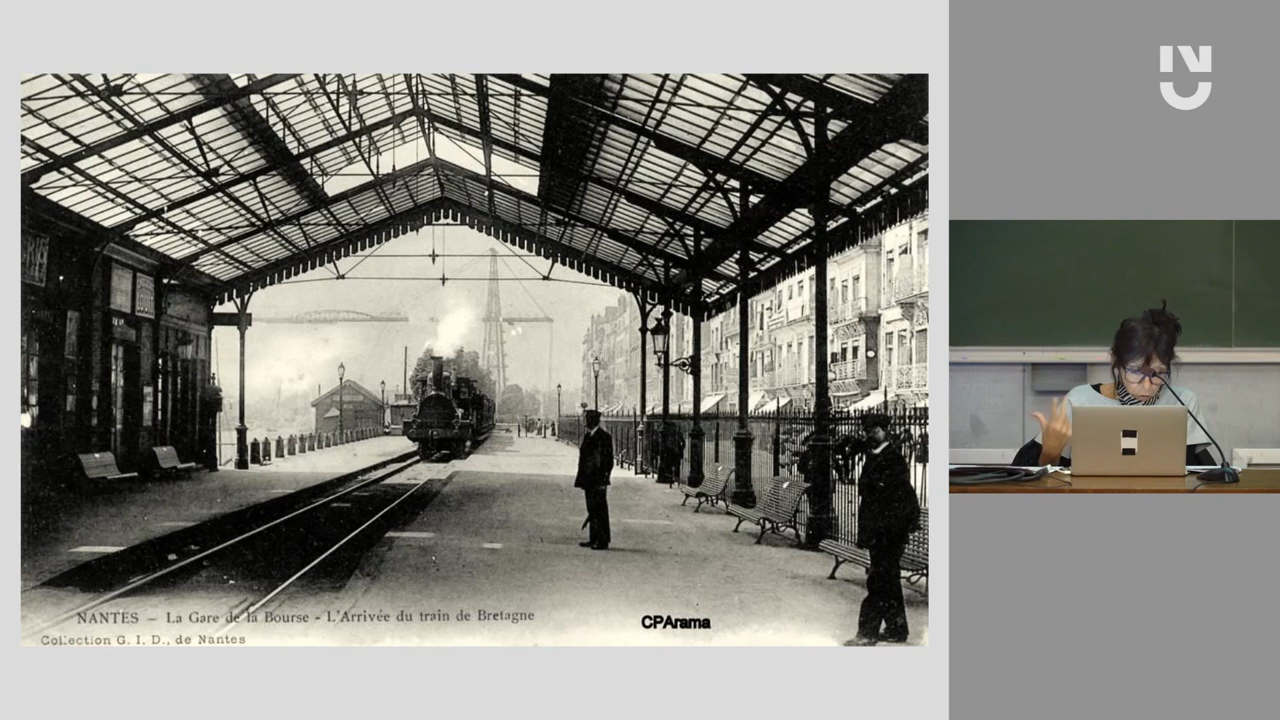 NANTES — La Gare de la Bourse - L'Arrivée du train de Bretagne
Collection G. I. D., de Nantes
CPArama